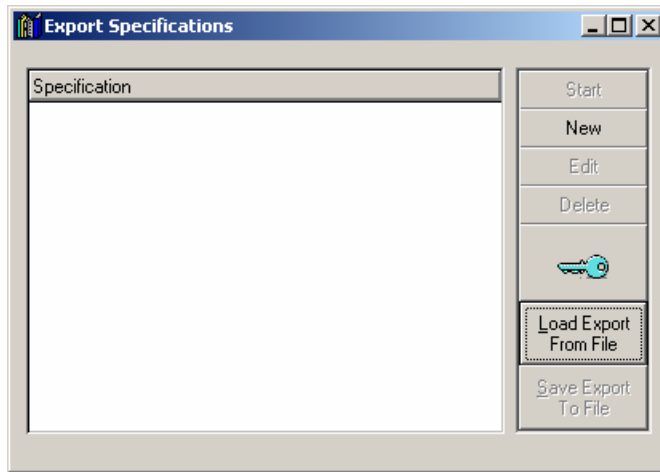 Export Specifications
Specification
Start
New
Edit
Delete
Load Export
From File
Save Export
To File